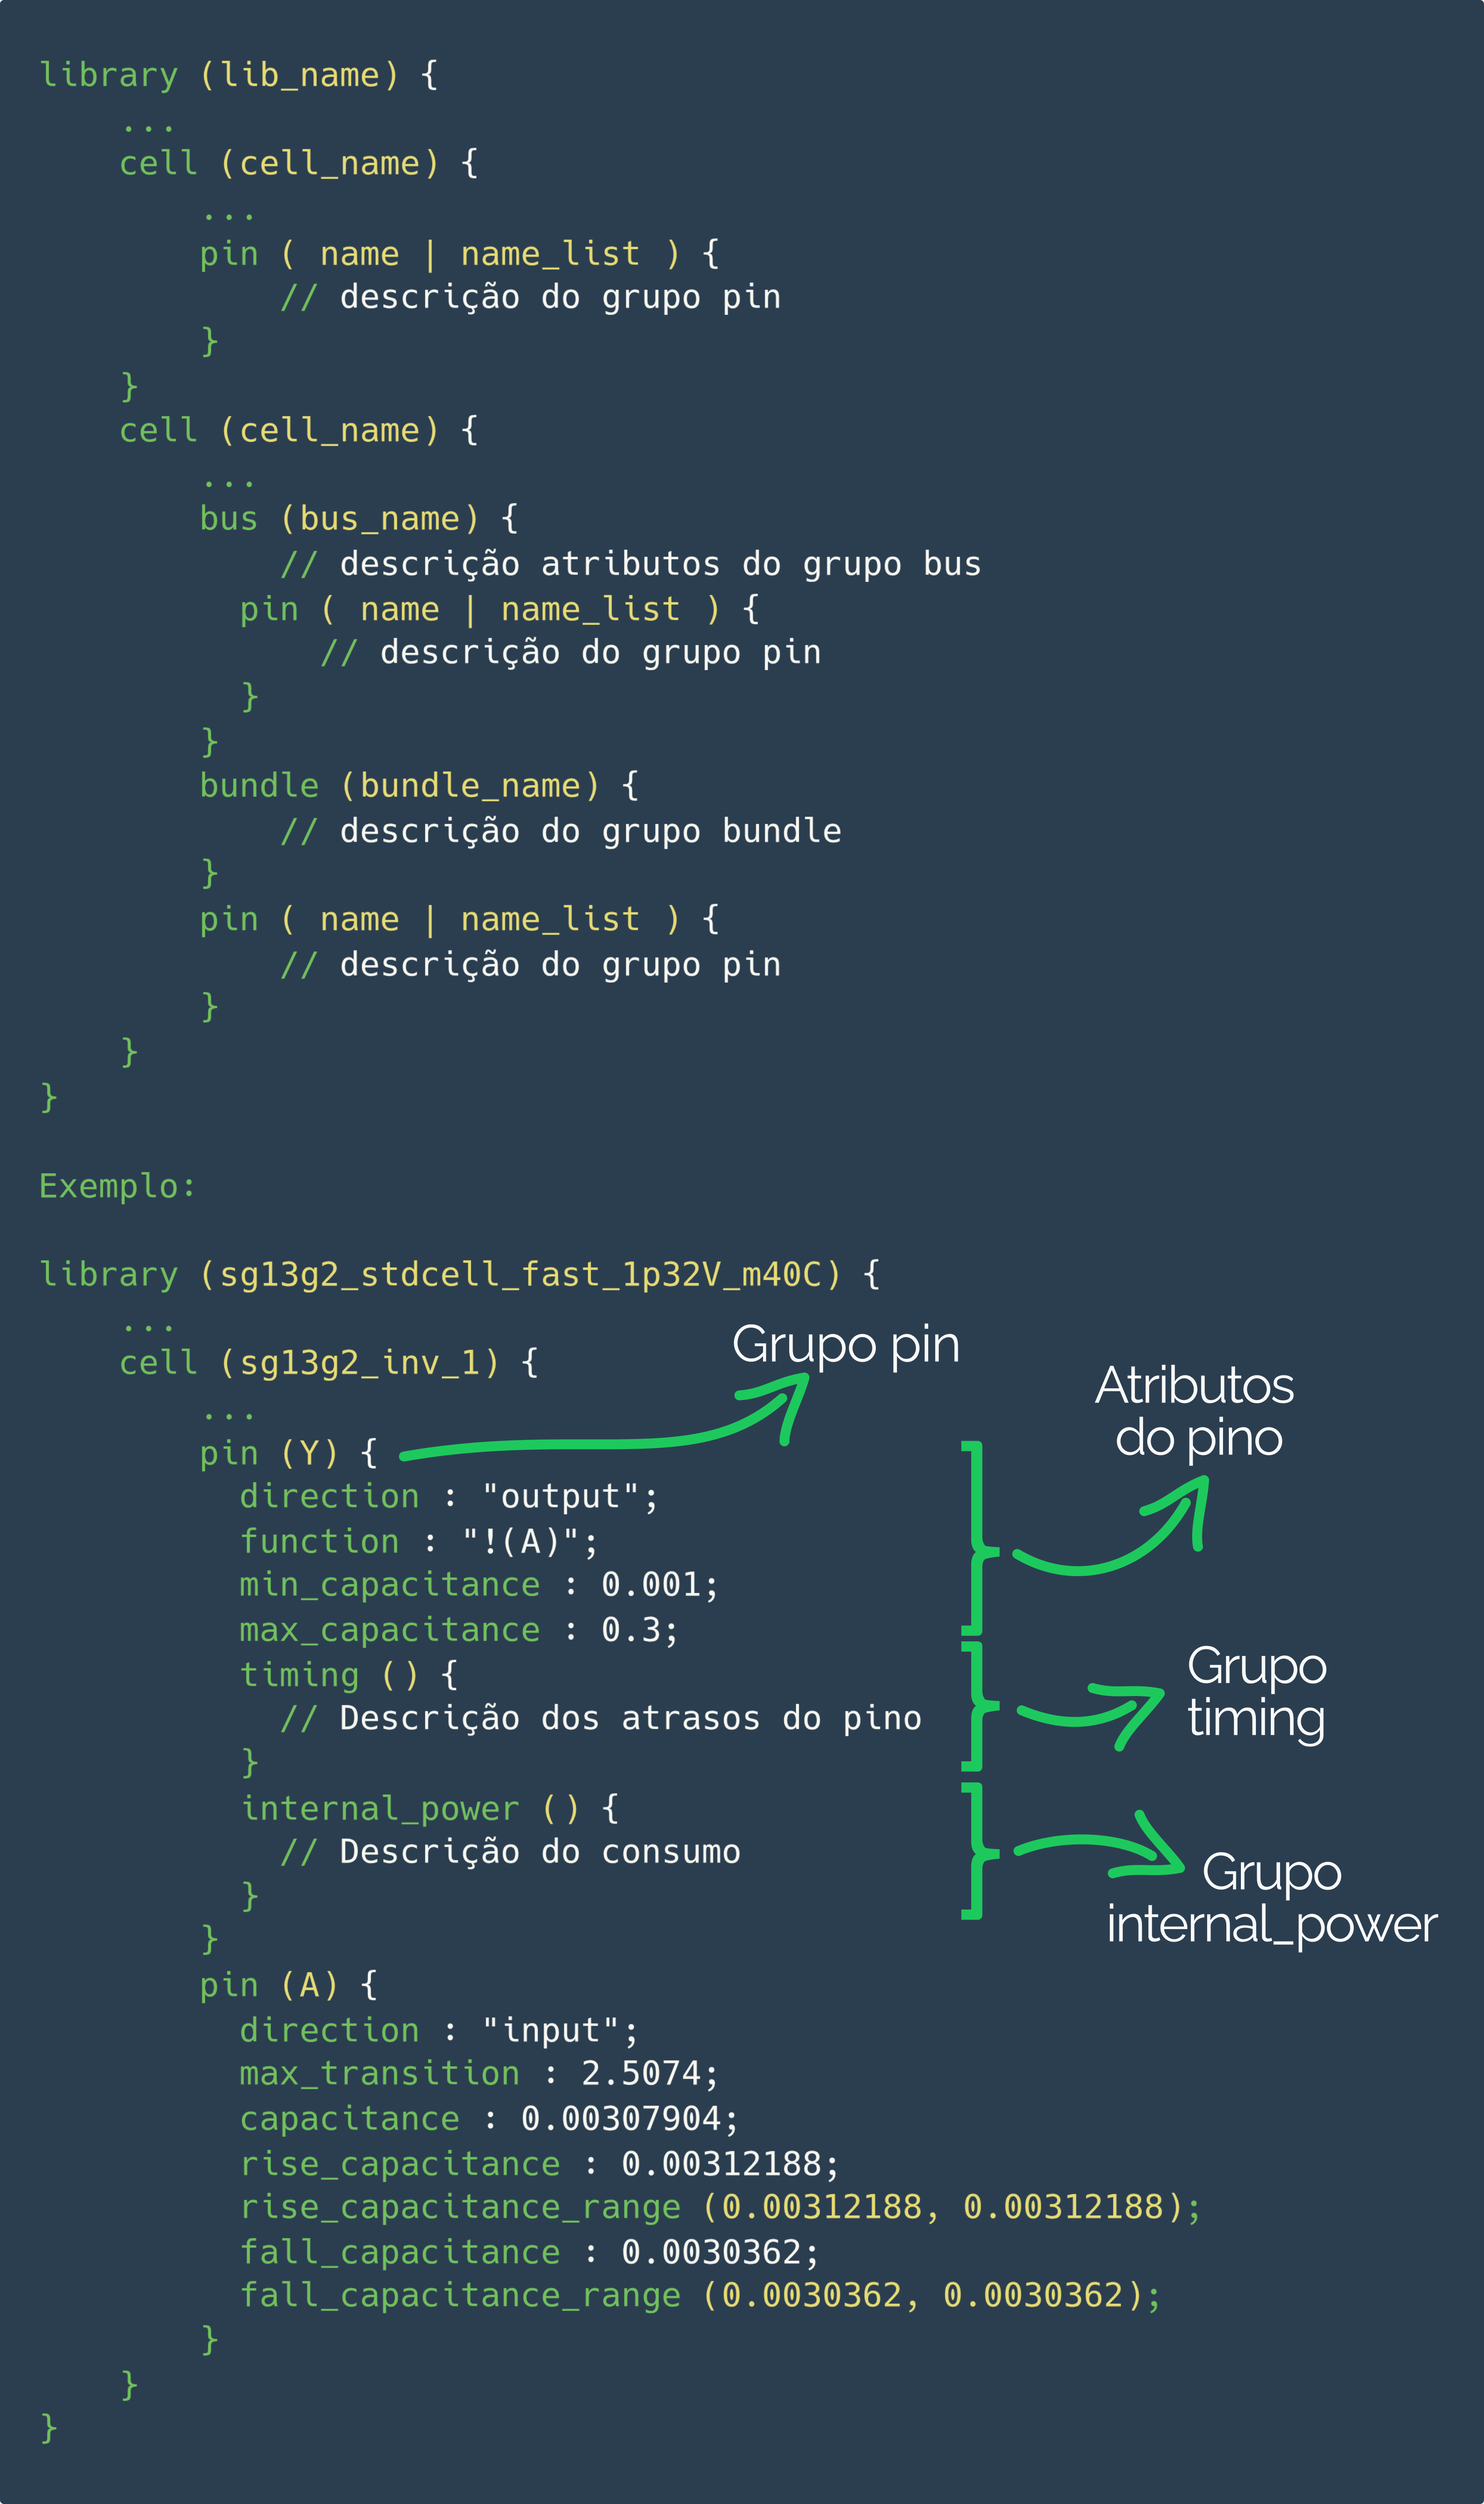 library (lib_name) {
...
cell (cell_name) {
...
pin ( name | name_list ) {
// descrição do grupo pin
}
}
cell (cell_name) {
...
bus (bus_name) {
// descrição atributos do grupo bus
pin ( name | name_list ) {
// descrição do grupo pin
}
}
bundle (bundle_name) {
// descrição do grupo bundle
}
pin ( name | name_list ) {
// descrição do grupo pin
}
}
}
Exemplo:
library (sg13g2_stdcell_fast_1p32V_m40C) {
...
cell (sg13g2_inv_1) {
...
pin (Y) {
direction : "output";
function : "!(A)";
min_capacitance : 0.001;
max_capacitance : 0.3;
timing () {
// Descrição dos atrasos do pino
}
internal_power () {
// Descrição do consumo
}
}
pin (A) {
direction : "input";
max_transition : 2.5074;
capacitance : 0.00307904;
rise_capacitance : 0.00312188;
rise_capacitance_range (0.00312188, 0.00312188);
fall_capacitance : 0.0030362;
fall_capacitance_range (0.0030362, 0.0030362);
}
}
}
Grupo pin
Atributos
do pino
Grupo
timing
Grupo
internal_power